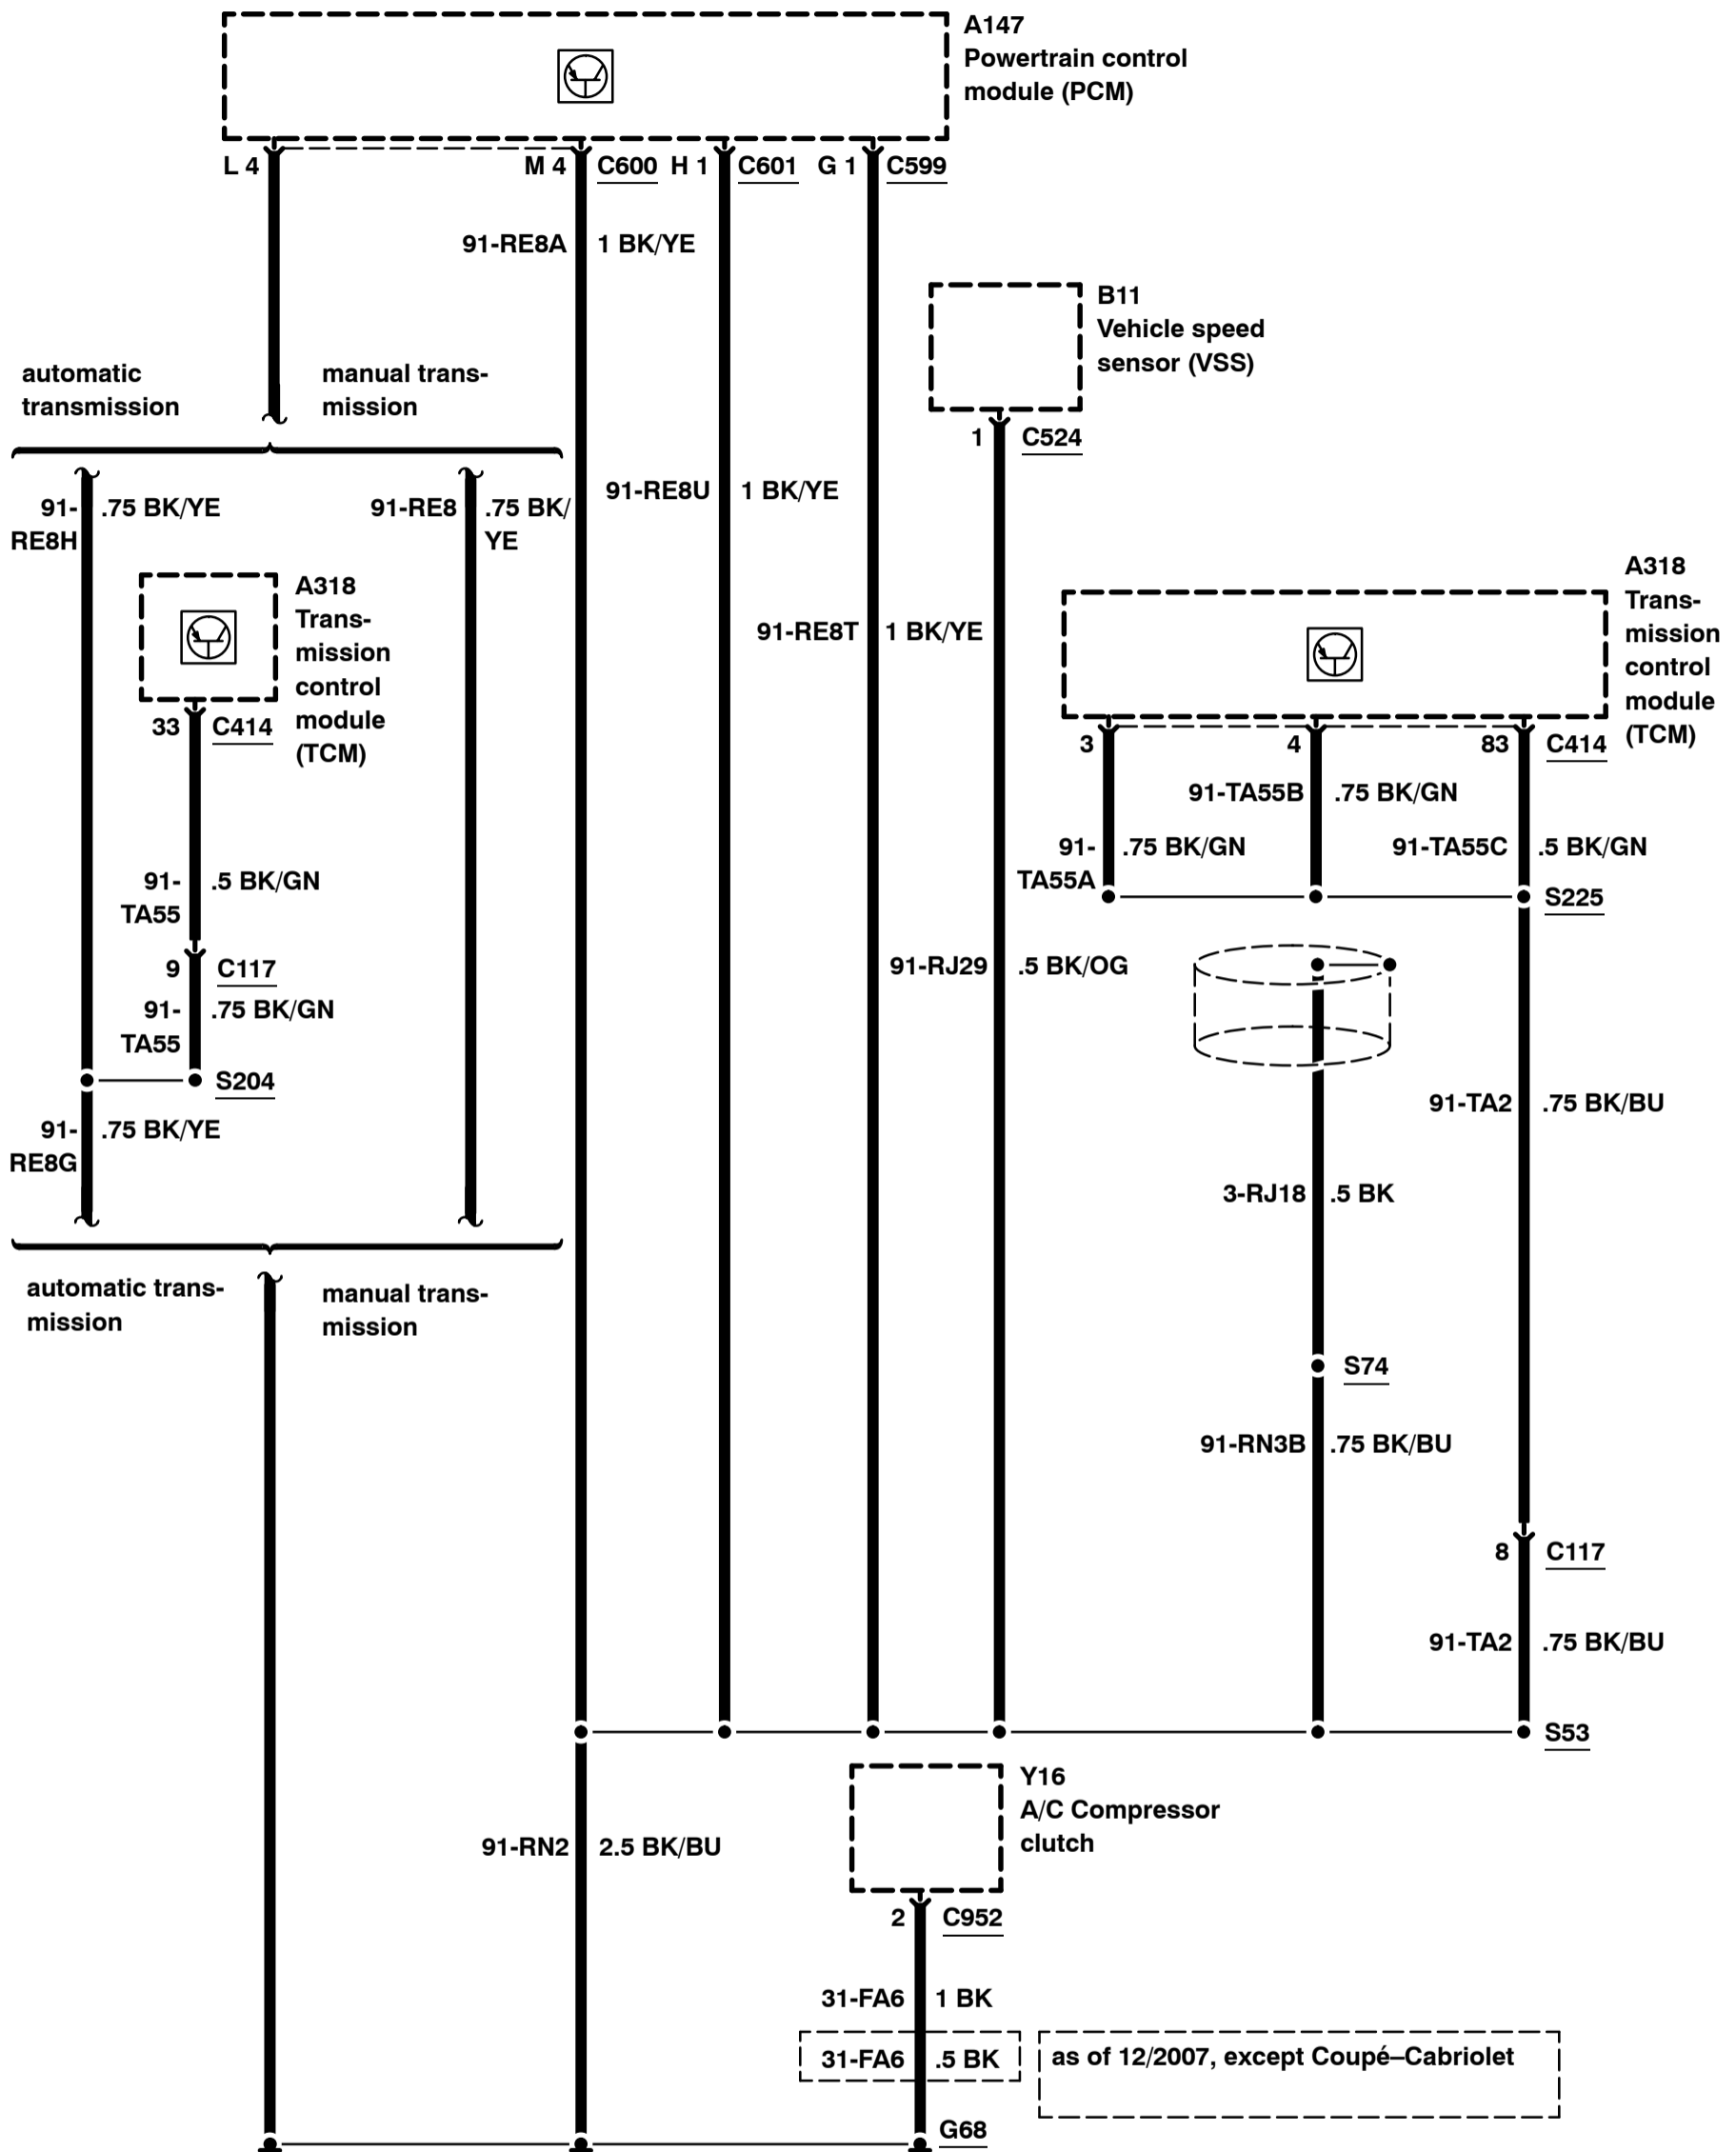 A147
Powertrain control
module (PCM)
L 4
M 4
C600
H 1
C601
G 1
C599
91-RE8A
1 BK/YE
B11
Vehicle speed
sensor (VSS)
automatic
transmission
manual trans-
mission
1
C524
91-
RE8H
.75 BK/YE
91-RE8
.75 BK/
YE
91-RE8U
1 BK/YE
A318
Trans-
mission
control
module
(TCM)
91-RE8T
1 BK/YE
A318
Trans-
mission
control
module
(TCM)
33
C414
3
4
83
C414
91-TA55B
.75 BK/GN
91-
TA55A
.75 BK/GN
91-TA55C
.5 BK/GN
91-
TA55
.5 BK/GN
S225
9
C117
91-RJ29
.5 BK/OG
91-
TA55
.75 BK/GN
S204
91-TA2
.75 BK/BU
91-
RE8G
.75 BK/YE
3-RJ18
.5 BK
automatic trans-
mission
manual trans-
mission
S74
91-RN3B
.75 BK/BU
8
C117
91-TA2
.75 BK/BU
S53
Y16
A/C Compressor
clutch
91-RN2
2.5 BK/BU
2
C952
31-FA6
1 BK
31-FA6
.5 BK
as of 12/2007, except Coupé–Cabriolet
G68